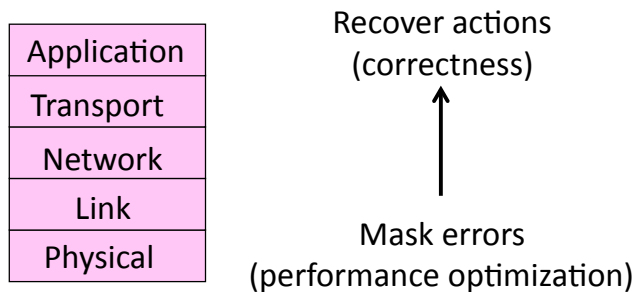 Application
Transport
Network
Link
Physical
Recover actions
(correctness)
Mask errors
(performance optimization)